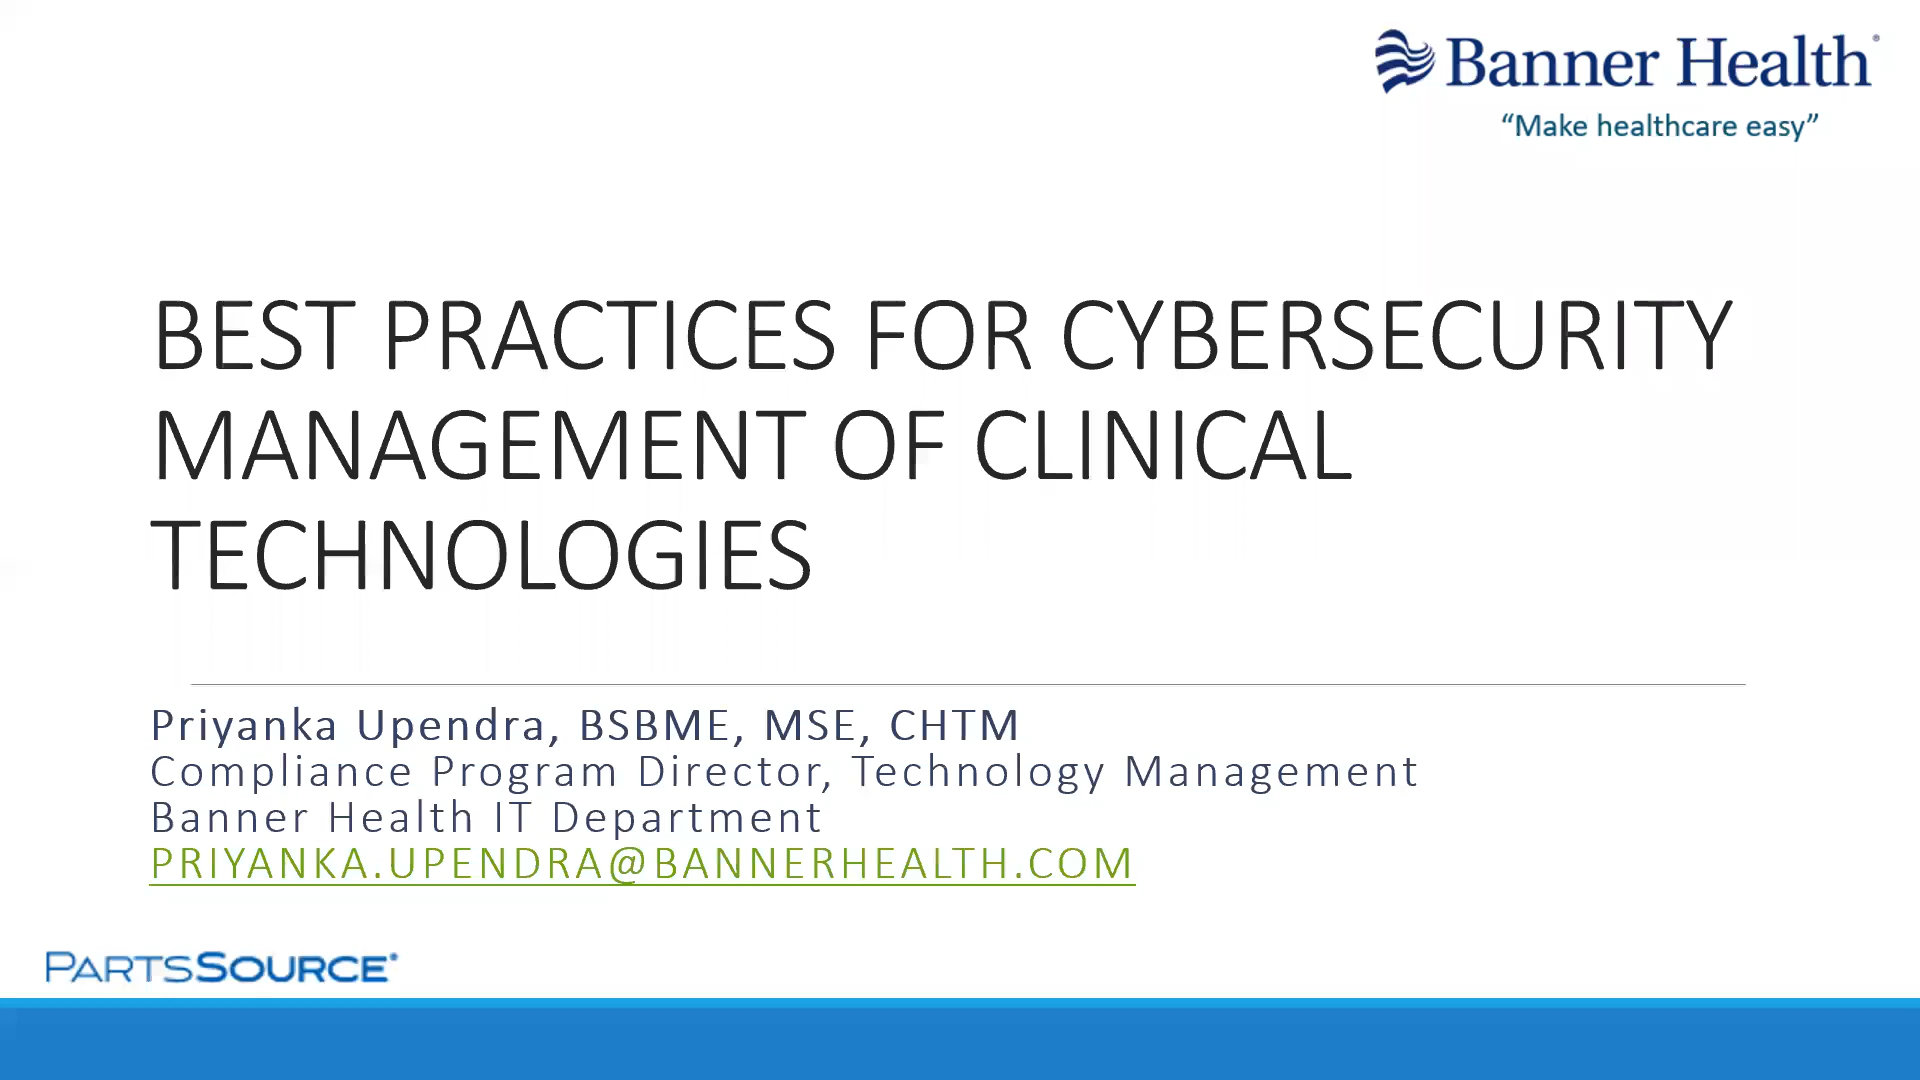 Banner Health®
“Make healthcare easy”
BEST PRACTICES FOR CYBERSECURITY
MANAGEMENT OF CLINICAL
TECHNOLOGIES
Priyanka Upendra, BSBME, MSE, CHTM
Compliance Program Director, Technology Management
Banner Health IT Department
PRIYANKA.UPENDRA@BANNERHEALTH.COM
PARTSSOURCE®